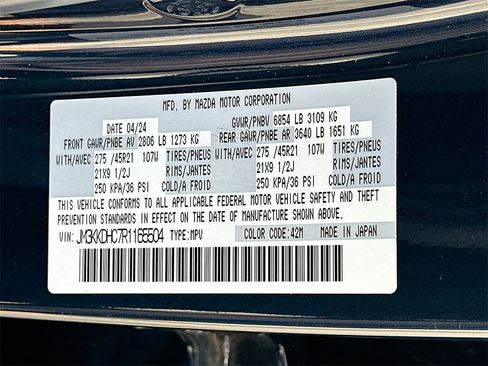 MFD. BY MAZDA MOTOR CORPORATION
DATE 04/24 GVWR/PNBV 6854 LB 3109 KG
FRONT GAWR/PNBE AV 2806 LB 1273 KG REAR GAWR/PNBE AR 3640 LB 1651 KG
WITH/AVEC 275 /45R21 107W TIRES/PNEUS WITH/AVEC 275 /45R21 107W TIRES/PNEUS
21X9 1/2J RIMS/JANTES 21X9 1/2J RIMS/JANTES
250 KPA/36 PSI COLD/A FROID 250 KPA/36 PSI COLD/A FROID
THIS VEHICLE CONFORMS TO ALL APPLICABLE FEDERAL MOTOR VEHICLE SAFETY AND THEFT
PREVENTION STANDARDS IN EFFECT ON THE DATE OF MANUFACTURE SHOWN ABOVE.
VIN: JM3KKDHC7R1165504 TYPE:MPV COLOR CODE:42M MADE IN JAPAN